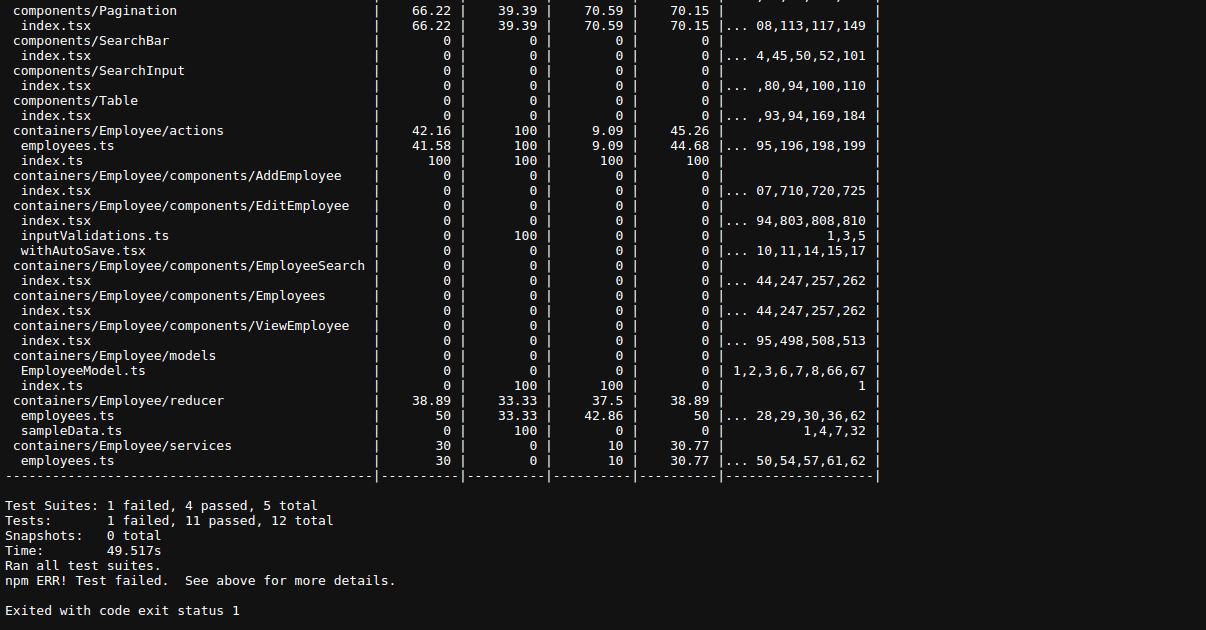 components/Pagination | 66.22 | 39.39 | 70.59 | 70.15 | |
index.tsx | 66.22 | 39.39 | 70.59 | 70.15 |... 08,113,117,149 |
components/SearchBar | 0 | 0 | 0 | 0 | |
index.tsx | 0 | 0 | 0 | 0 |... 4,45,50,52,101 |
components/SearchInput | 0 | 0 | 0 | 0 | |
index.tsx | 0 | 0 | 0 | 0 |... ,80,94,100,110 |
components/Table | 0 | 0 | 0 | 0 | |
index.tsx | 0 | 0 | 0 | 0 |... ,93,94,169,184 |
containers/Employee/actions | 42.16 | 100 | 9.09 | 45.26 | |
employees.ts | 41.58 | 100 | 9.09 | 44.68 |... 95,196,198,199 |
index.ts | 100 | 100 | 100 | 100 | |
containers/Employee/components/AddEmployee | 0 | 0 | 0 | 0 | |
index.tsx | 0 | 0 | 0 | 0 |... 07,710,720,725 |
containers/Employee/components/EditEmployee | 0 | 0 | 0 | 0 | |
index.tsx | 0 | 0 | 0 | 0 |... 94,803,808,810 |
inputValidations.ts | 0 | 100 | 0 | 0 | 1,3,5 |
withAutoSave.tsx | 0 | 0 | 0 | 0 |... 10,11,14,15,17 |
containers/Employee/components/EmployeeSearch | 0 | 0 | 0 | 0 | |
index.tsx | 0 | 0 | 0 | 0 |... 44,247,257,262 |
containers/Employee/components/Employees | 0 | 0 | 0 | 0 | |
index.tsx | 0 | 0 | 0 | 0 |... 44,247,257,262 |
containers/Employee/components/ViewEmployee | 0 | 0 | 0 | 0 | |
index.tsx | 0 | 0 | 0 | 0 |... 95,498,508,513 |
containers/Employee/models | 0 | 0 | 0 | 0 | |
EmployeeModel.ts | 0 | 0 | 0 | 0 | 1,2,3,6,7,8,66,67 |
index.ts | 0 | 100 | 100 | 0 | 1 |
containers/Employee/reducer | 38.89 | 33.33 | 37.5 | 38.89 | |
employees.ts | 50 | 33.33 | 42.86 | 50 |... 28,29,30,36,62 |
sampleData.ts | 0 | 100 | 0 | 0 | 1,4,7,32 |
containers/Employee/services | 30 | 0 | 10 | 30.77 | |
employees.ts | 30 | 0 | 10 | 30.77 |... 50,54,57,61,62 |
-----------------------------------------------|----------|----------|----------|----------|-------------------|
Test Suites: 1 failed, 4 passed, 5 total
Tests: 1 failed, 11 passed, 12 total
Snapshots: 0 total
Time: 49.517s
Ran all test suites.
npm ERR! Test failed. See above for more details.
Exited with code exit status 1